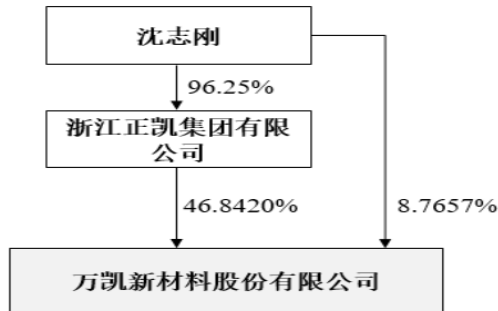 沈志刚
96.25%
浙江正凯集团有限
公司
46.8420%
8.7657%
万凯新材料股份有限公司